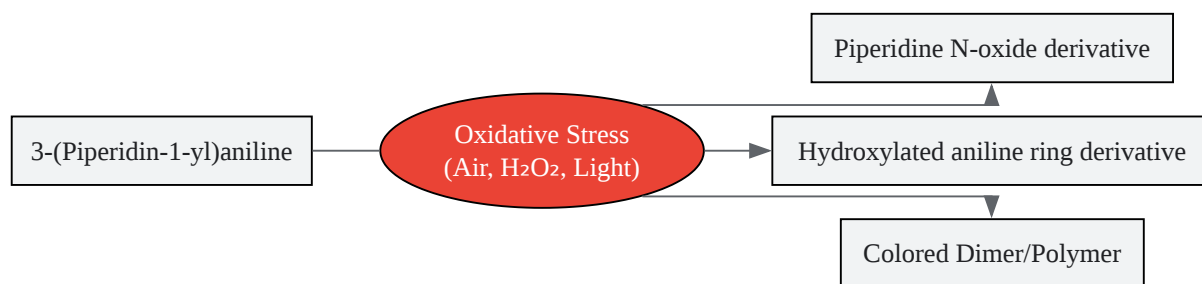 Piperidine N-oxide derivative
3-(Piperidin-1-yl)aniline
Oxidative Stress
(Air, H₂O₂, Light)
Hydroxylated aniline ring derivative
Colored Dimer/Polymer